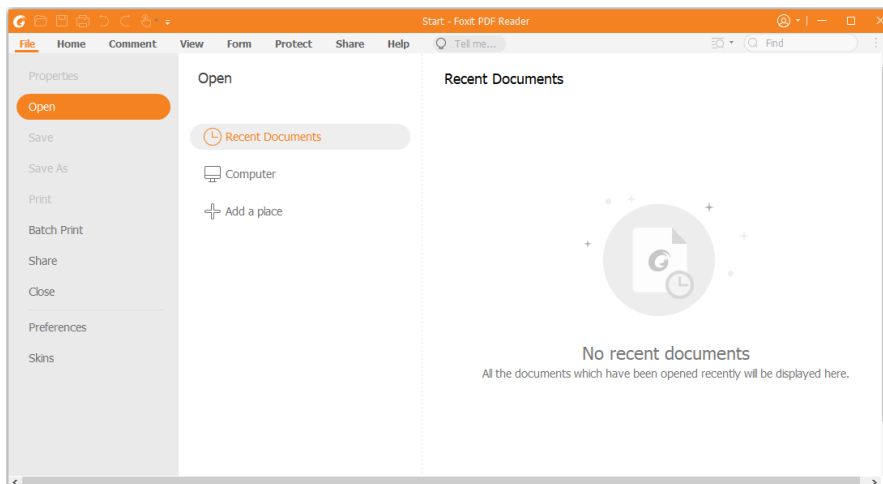 Start - Foxit PDF Reader
File Home Comment View Form Protect Share Help Tell me... Find
Properties
Open
Save
Save As
Print
Batch Print
Share
Close
Preferences
Skins
Open
Recent Documents
Computer
Add a place
Recent Documents
No recent documents
All the documents which have been opened recently will be displayed here.